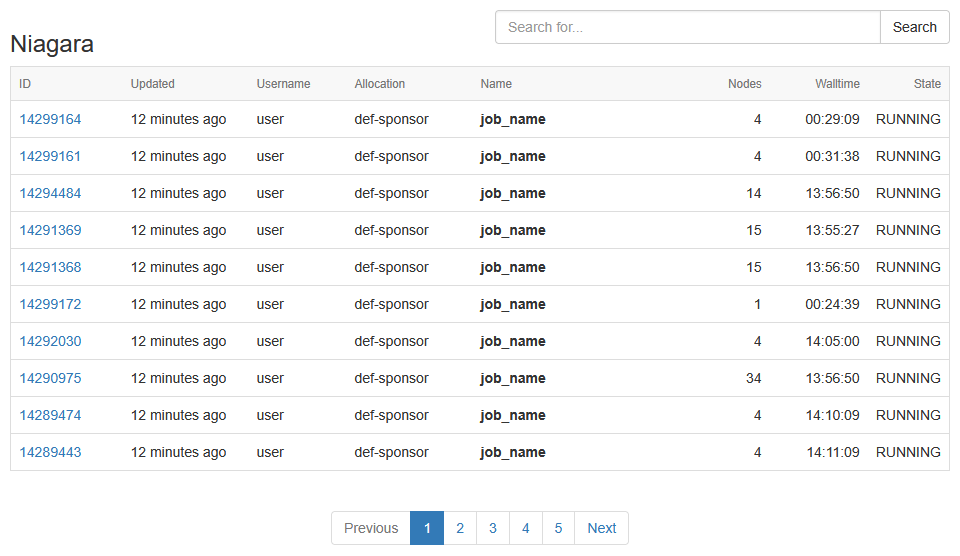 Search for... Search
Niagara
ID Updated Username Allocation Name Nodes Walltime State
14299164 12 minutes ago user def-sponsor job_name 4 00:29:09 RUNNING
14299161 12 minutes ago user def-sponsor job_name 4 00:31:38 RUNNING
14294484 12 minutes ago user def-sponsor job_name 14 13:56:50 RUNNING
14291369 12 minutes ago user def-sponsor job_name 15 13:55:27 RUNNING
14291368 12 minutes ago user def-sponsor job_name 15 13:56:50 RUNNING
14299172 12 minutes ago user def-sponsor job_name 1 00:24:39 RUNNING
14292030 12 minutes ago user def-sponsor job_name 4 14:05:00 RUNNING
14290975 12 minutes ago user def-sponsor job_name 34 13:56:50 RUNNING
14289474 12 minutes ago user def-sponsor job_name 4 14:10:09 RUNNING
14289443 12 minutes ago user def-sponsor job_name 4 14:11:09 RUNNING
Previous 1 2 3 4 5 Next